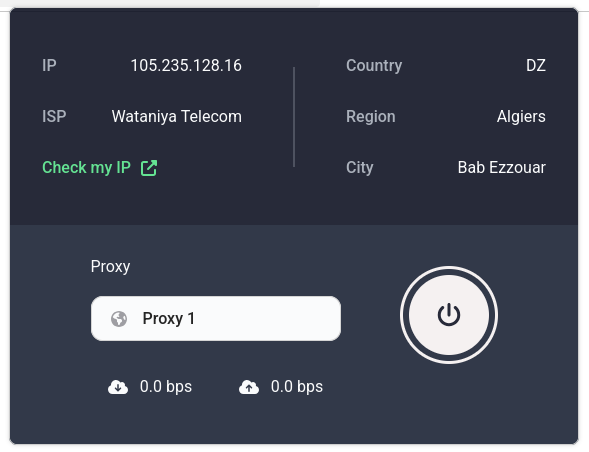 IP 105.235.128.16
ISP Wataniya Telecom
Check my IP
Country DZ
Region Algiers
City Bab Ezzouar
Proxy
Proxy 1
0.0 bps 0.0 bps